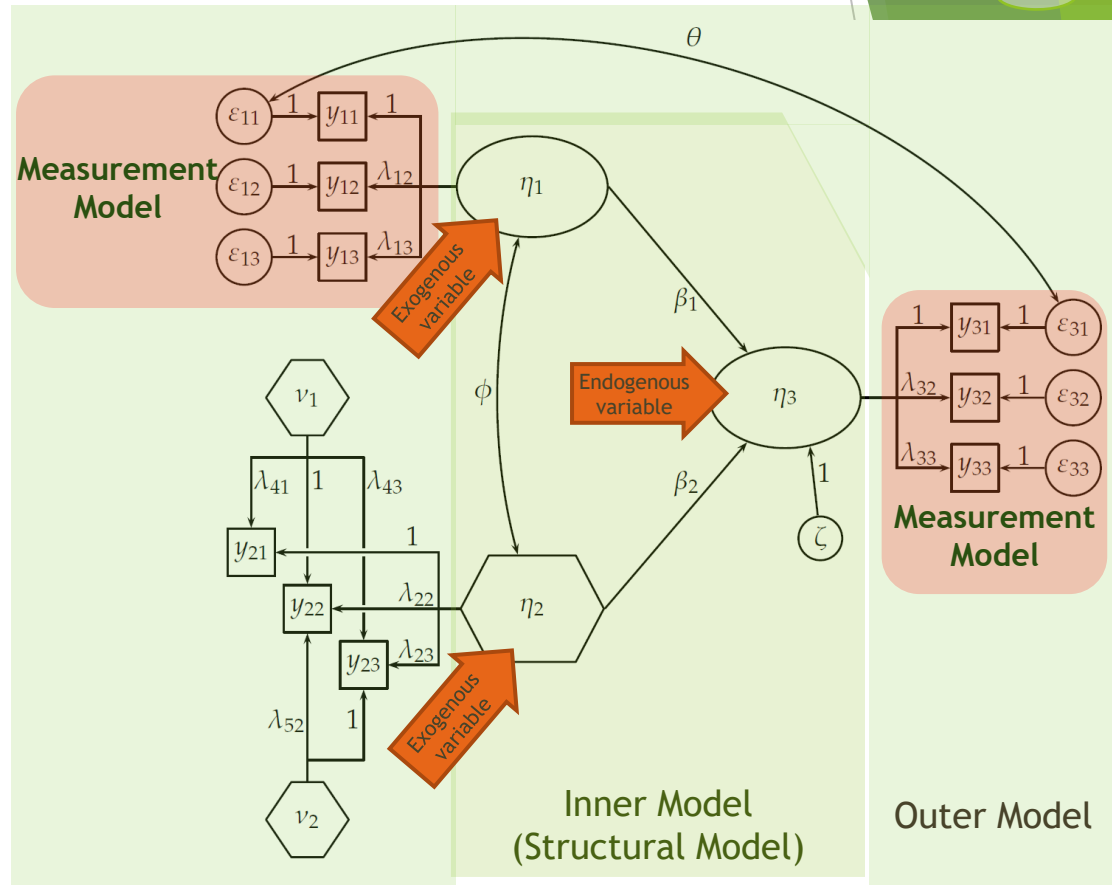 θ
ε₁₁ 1 y₁₁ 1
Measurement
Model
ε₁₂ 1 y₁₂ λ₁₂
ε₁₃ 1 y₁₃ λ₁₃
η₁
Exogenous
variable
β₁
1 y₃₁ 1 ε₃₁
λ₃₂ y₃₂ 1 ε₃₂
λ₃₃ y₃₃ 1 ε₃₃
Measurement
Model
Endogenous
variable
η₃
ϕ
ν₁
λ₄₁ 1 λ₄₃
β₂
1
ζ
y₂₁ 1
y₂₂ λ₂₂
η₂
y₂₃ λ₂₃
Exogenous
variable
λ₅₂ 1
ν₂
Inner Model
(Structural Model)
Outer Model